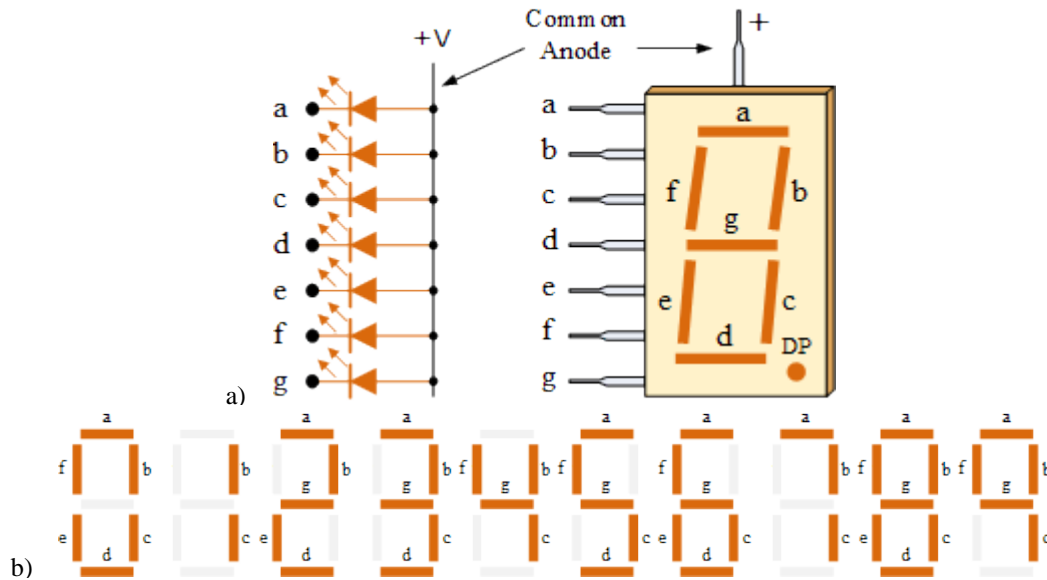 Common
Anode
+V
+
a
b
c
d
e
f
g
a
b
c
d
e
f
g
a
f
b
g
e
c
d
DP
a)
a a a a a a a a
f b b b b f b f f b f b f b
g g g g g g g
e c c e c c c e c c e c c
d d d d d d
b)